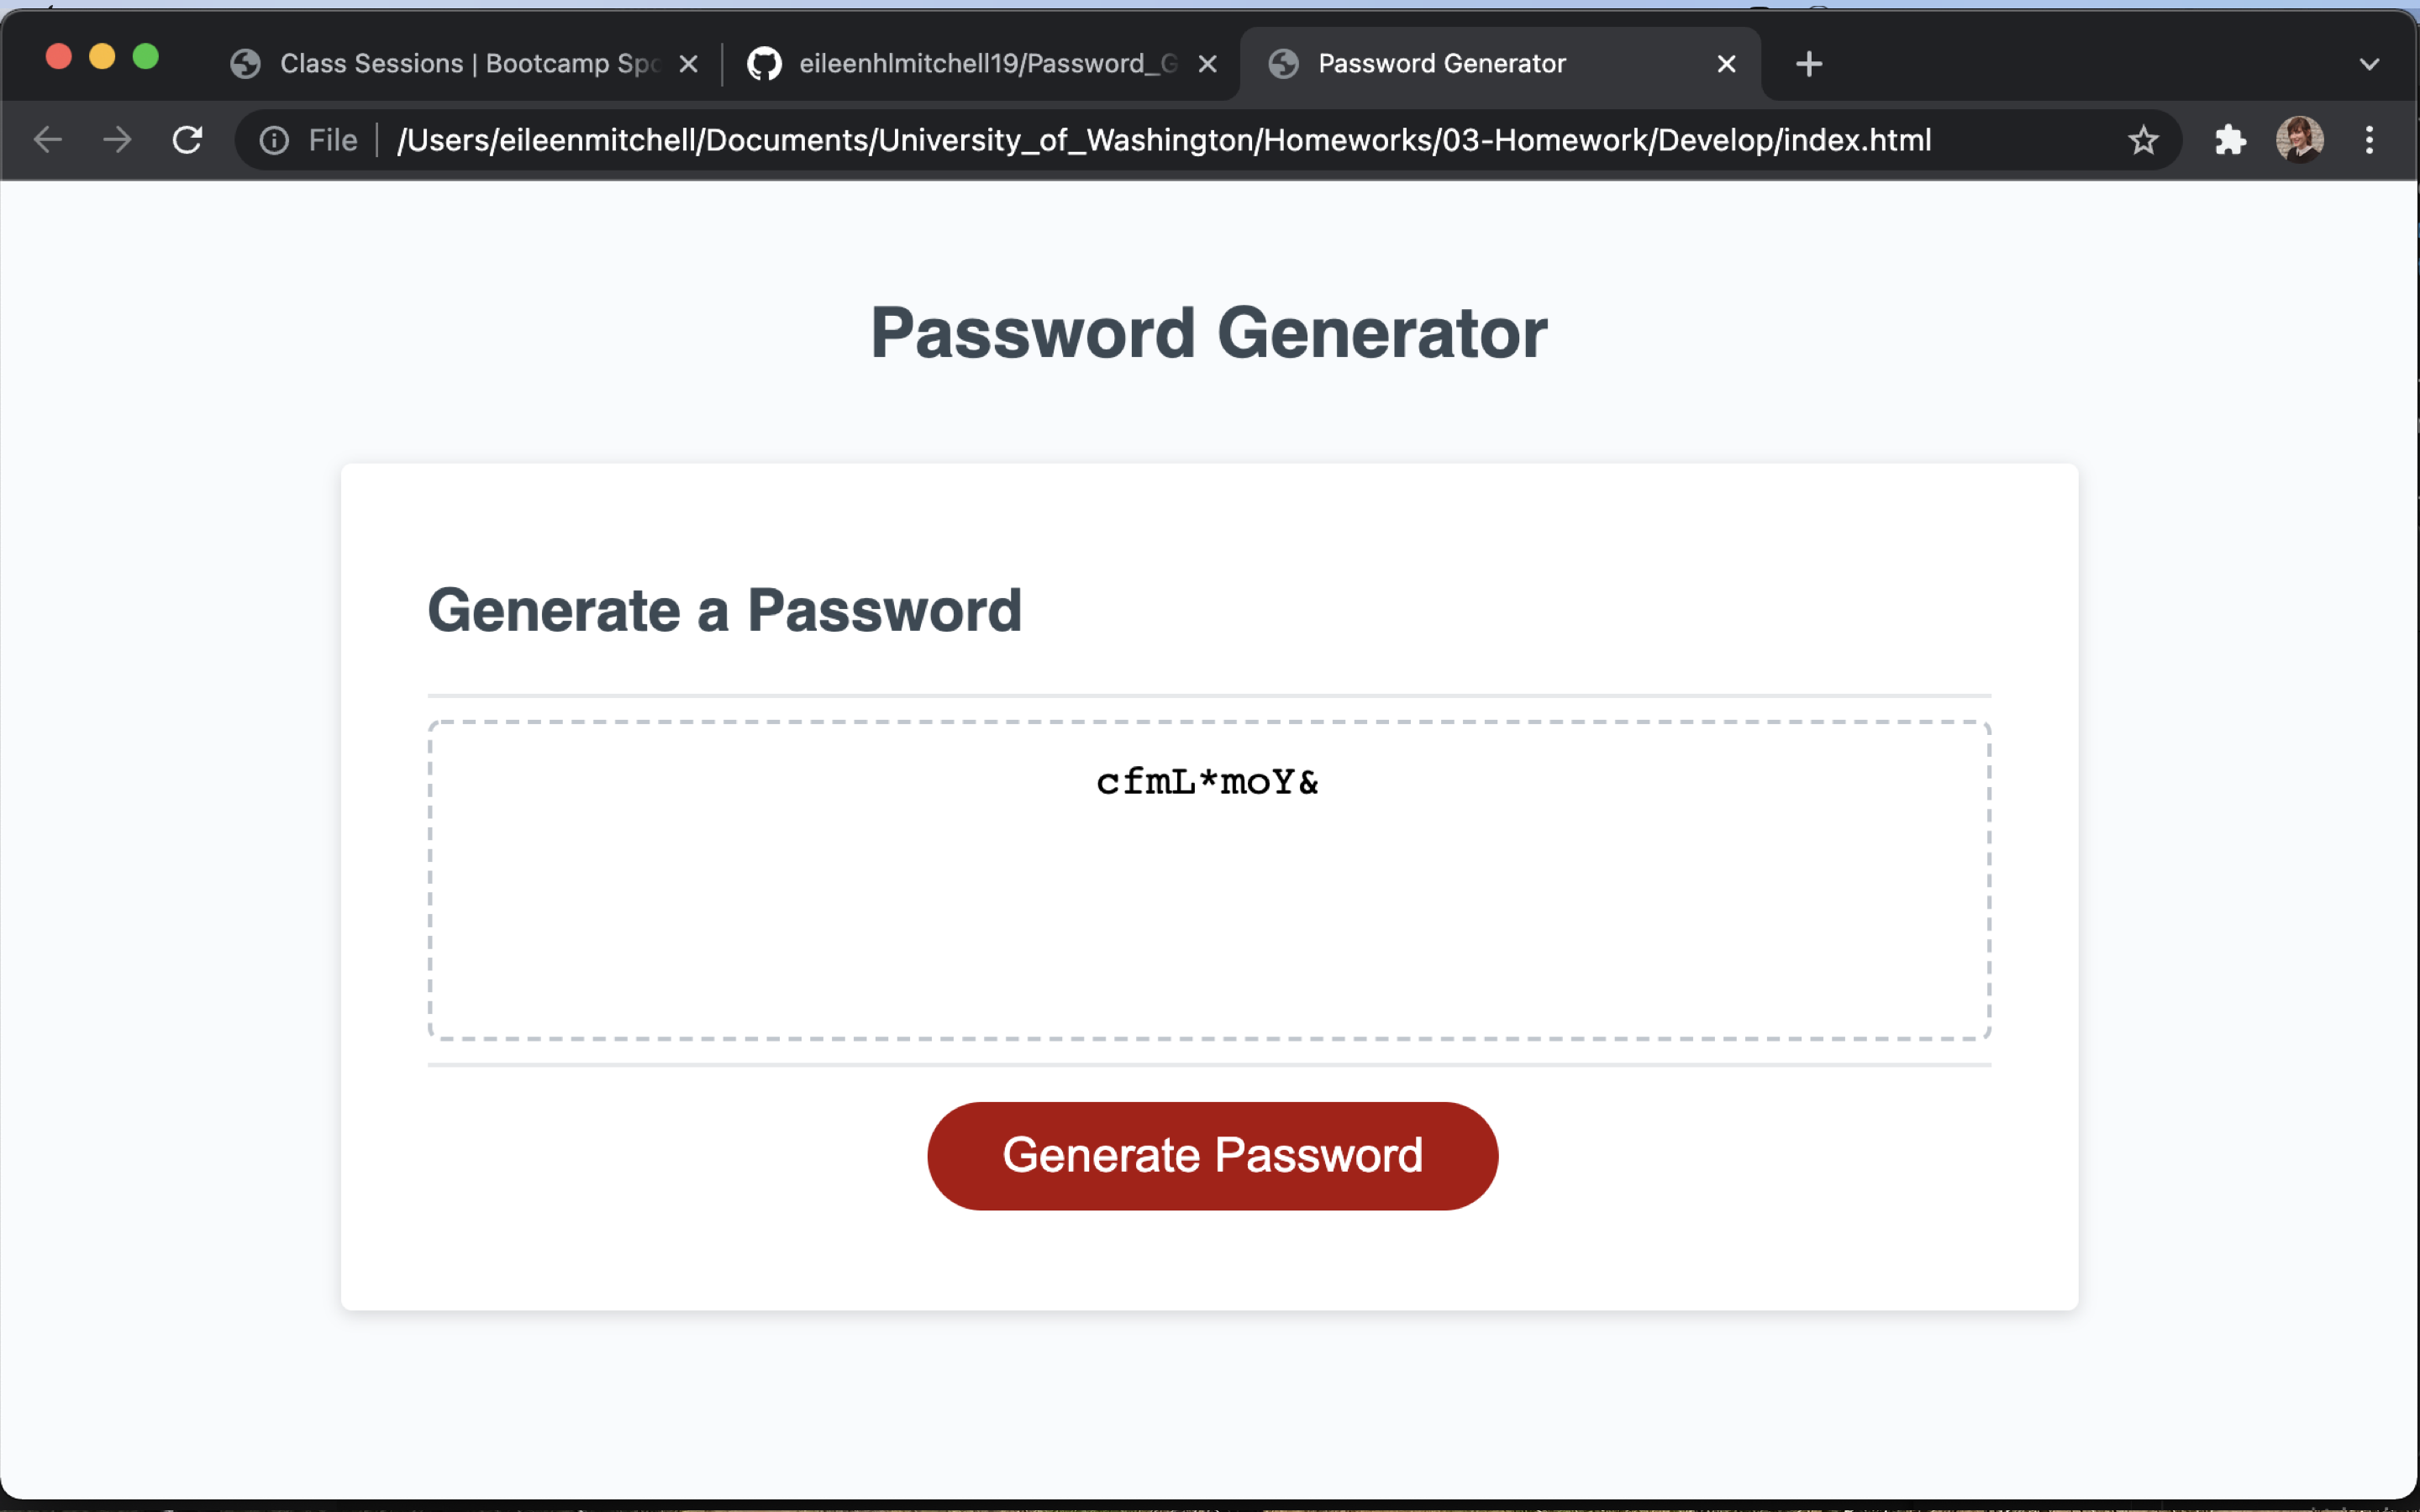 Class Sessions | Bootcamp Spo
eileenhlmitchell19/Password_G
Password Generator
File
/Users/eileenmitchell/Documents/University_of_Washington/Homeworks/03-Homework/Develop/index.html
Password Generator
Generate a Password
cfmL*moY&
Generate Password